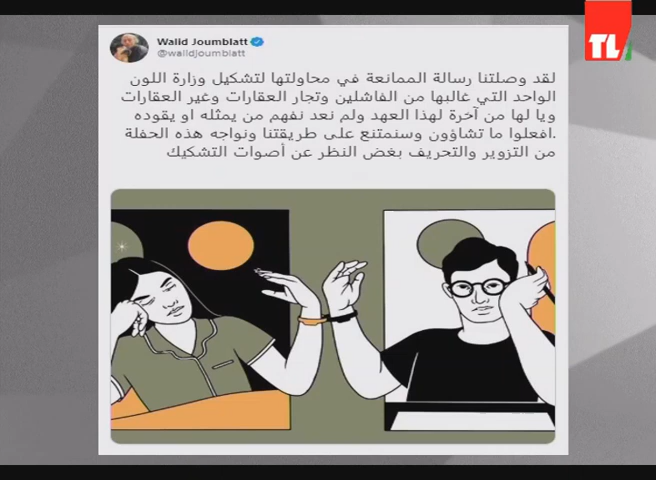 TL
Walid Joumblatt
@walidjoumblatt
لقد وصلتنا رسالة الممانعة في محاولتها لتشكيل وزارة اللون
الواحد التي غالبها من الفاشلين وتجار العقارات وغير العقارات
ويا لها من آخرة لهذا العهد ولم نعد نفهم من يمثله او يقوده
.افعلوا ما تشاؤون وسنمتنع على طريقتنا ونواجه هذه الحفلة
من التزوير والتحريف بغض النظر عن أصوات التشكيك